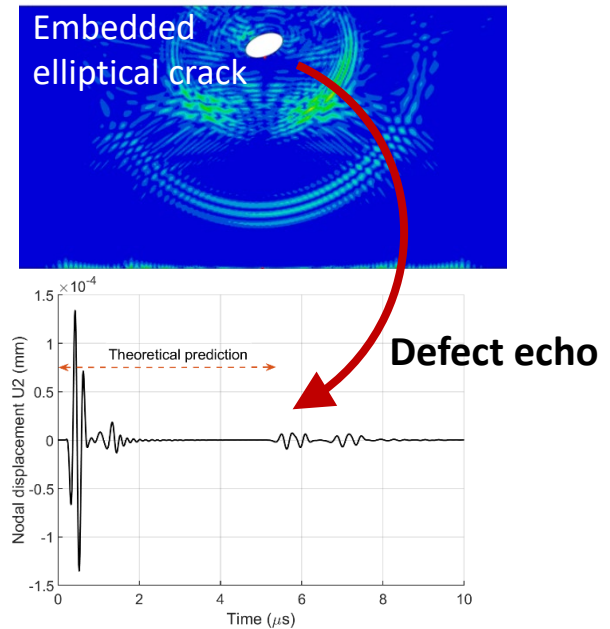 Embedded
elliptical crack
×10⁻⁴
1.5
1
0.5
0
-0.5
-1
-1.5
Nodal displacement U2 (mm)
Theoretical prediction
Defect echo
0 2 4 6 8 10
Time (μs)